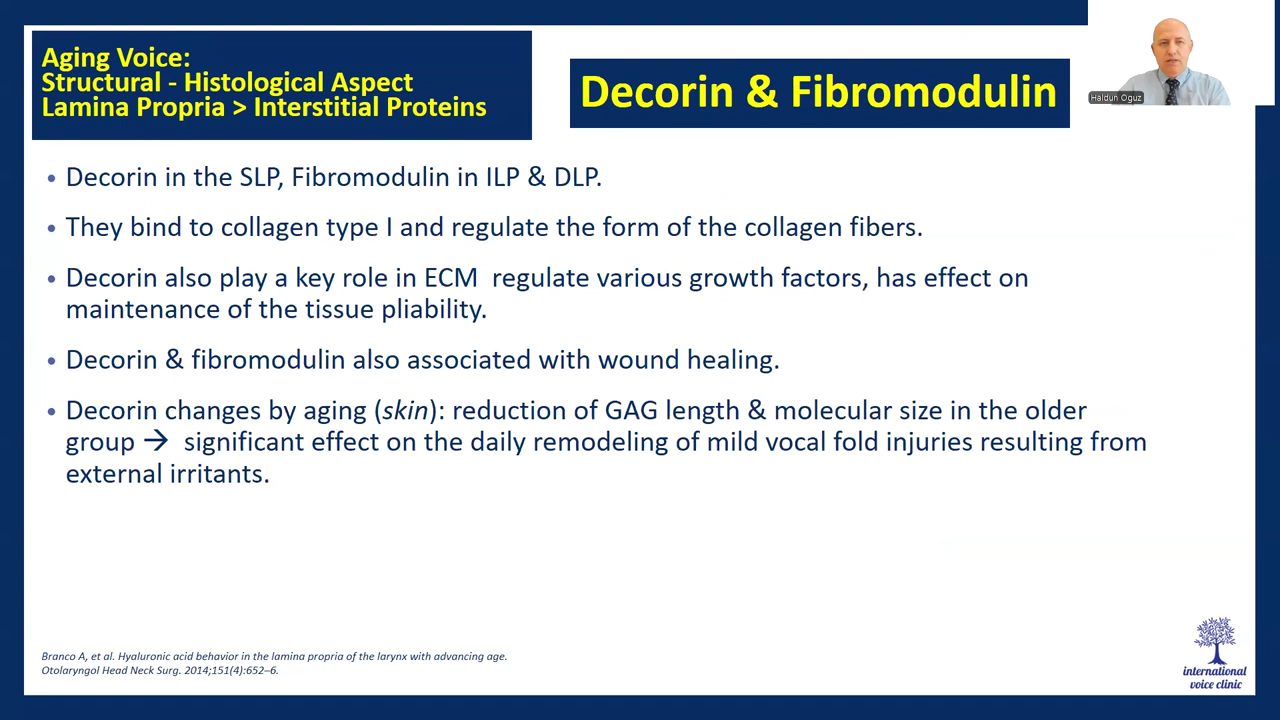 Aging Voice:
Structural - Histological Aspect
Lamina Propria > Interstitial Proteins
Decorin & Fibromodulin
Haldun Oguz
• Decorin in the SLP, Fibromodulin in ILP & DLP.
• They bind to collagen type I and regulate the form of the collagen fibers.
• Decorin also play a key role in ECM regulate various growth factors, has effect on
maintenance of the tissue pliability.
• Decorin & fibromodulin also associated with wound healing.
• Decorin changes by aging (skin): reduction of GAG length & molecular size in the older
group → significant effect on the daily remodeling of mild vocal fold injuries resulting from
external irritants.
Branco A, et al. Hyaluronic acid behavior in the lamina propria of the larynx with advancing age.
Otolaryngol Head Neck Surg. 2014;151(4):652–6.
international
voice clinic